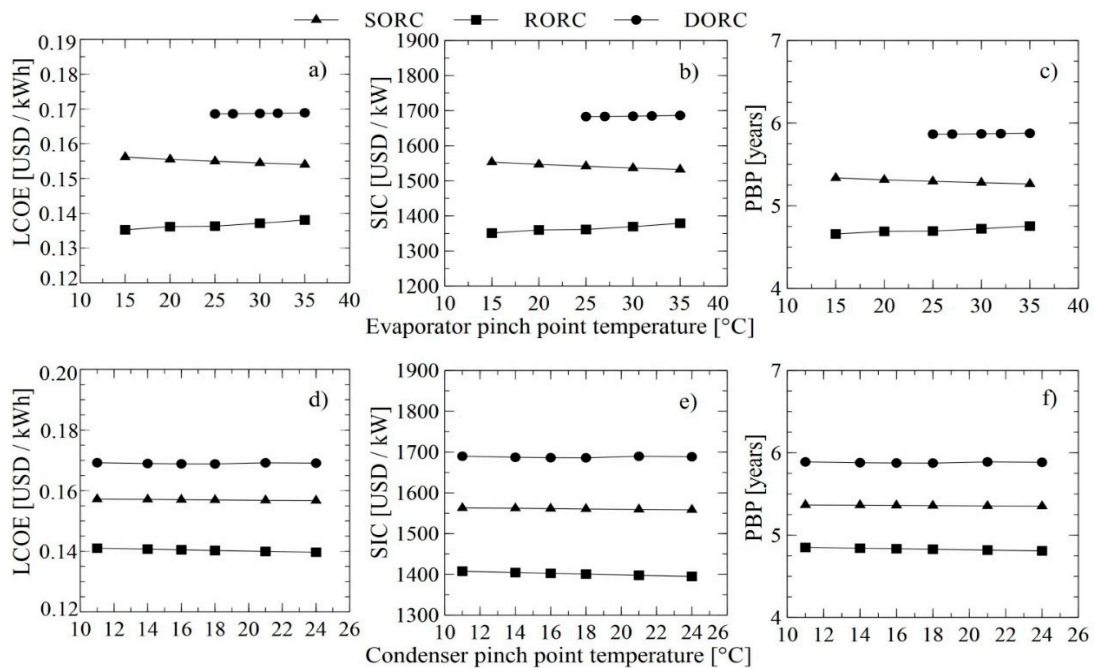 SORC RORC DORC
a)
LCOE [USD / kWh]
0.19
0.18
0.17
0.16
0.15
0.14
0.13
0.12
10 15 20 25 30 35 40
b)
SIC [USD / kW]
1900
1800
1700
1600
1500
1400
1300
1200
10 15 20 25 30 35 40
c)
PBP [years]
7
6
5
4
10 15 20 25 30 35 40
Evaporator pinch point temperature [°C]
d)
LCOE [USD / kWh]
0.20
0.18
0.16
0.14
0.12
10 12 14 16 18 20 22 24 26
e)
SIC [USD / kW]
1900
1800
1700
1600
1500
1400
1300
10 12 14 16 18 20 22 24 26
f)
PBP [years]
7
6
5
4
10 12 14 16 18 20 22 24 26
Condenser pinch point temperature [°C]